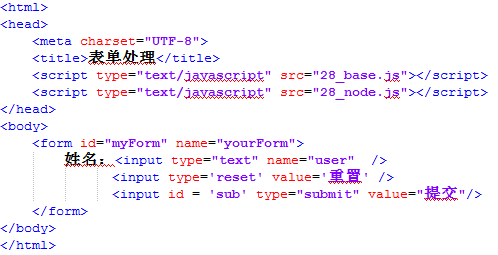 <html>
<head>
    <meta charset="UTF-8">
    <title>表单处理</title>
    <script type="text/javascript" src="28_base.js"></script>
    <script type="text/javascript" src="28_node.js"></script>
</head>
<body>
    <form id="myForm" name="yourForm">
        姓名：<input type="text" name="user"  />
              <input type='reset' value='重置' />
              <input id = 'sub' type="submit" value="提交"/>
    </form>
</body>
</html>